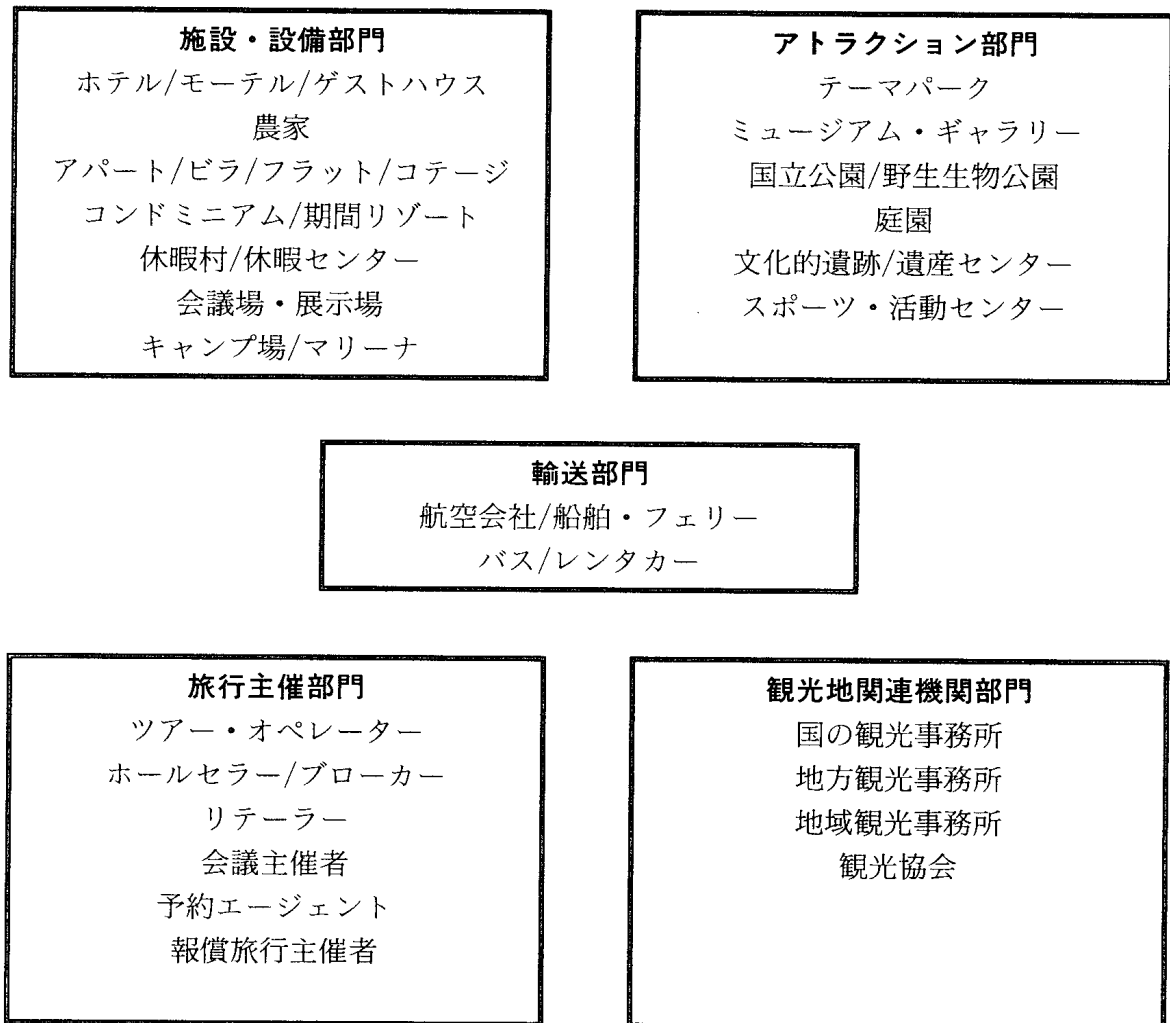 施設・設備部門
ホテル/モーテル/ゲストハウス
農家
アパート/ビラ/フラット/コテージ
コンドミニアム/期間リゾート
休暇村/休暇センター
会議場・展示場
キャンプ場/マリーナ
アトラクション部門
テーマパーク
ミュージアム・ギャラリー
国立公園/野生生物公園
庭園
文化的遺跡/遺産センター
スポーツ・活動センター
輸送部門
航空会社/船舶・フェリー
バス/レンタカー
旅行主催部門
ツアー・オペレーター
ホールセラー/ブローカー
リテーラー
会議主催者
予約エージェント
報償旅行主催者
観光地関連機関部門
国の観光事務所
地方観光事務所
地域観光事務所
観光協会